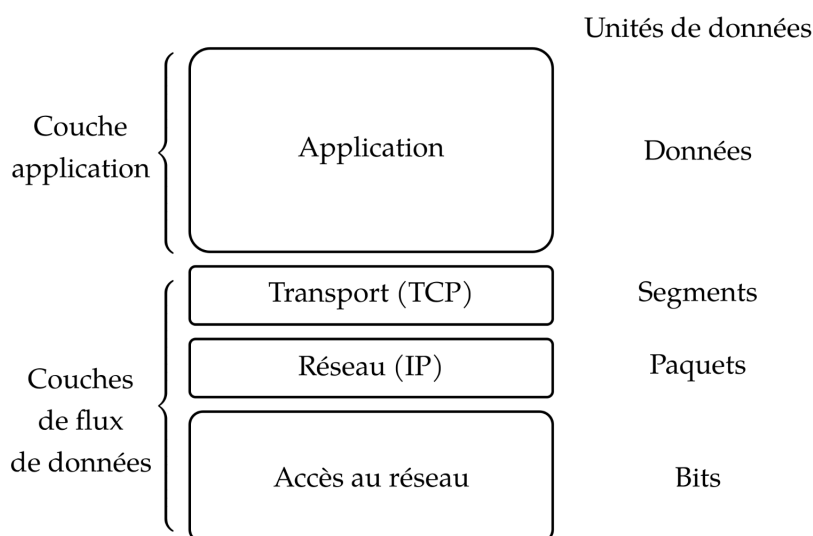 Unités de données
Couche
application
Application
Données
Transport (TCP)
Segments
Couches
de flux
de données
Réseau (IP)
Paquets
Accès au réseau
Bits